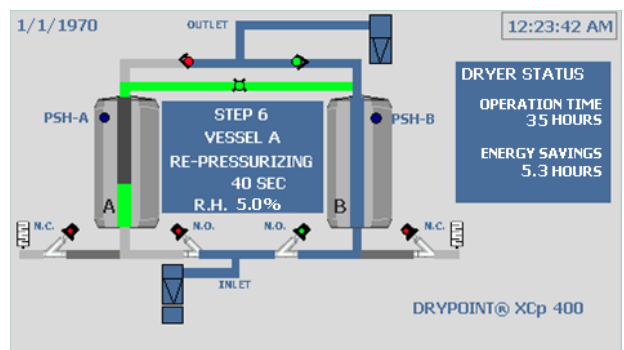 1/1/1970
OUTLET
12:23:42 AM
DRYER STATUS
OPERATION TIME
35 HOURS
ENERGY SAVINGS
5.3 HOURS
PSH-A
STEP 6
VESSEL A
RE-PRESSURIZING
40 SEC
R.H. 5.0%
PSH-B
A
B
N.C.
N.O.
N.O.
N.C.
INLET
DRYPOINT® XCp 400